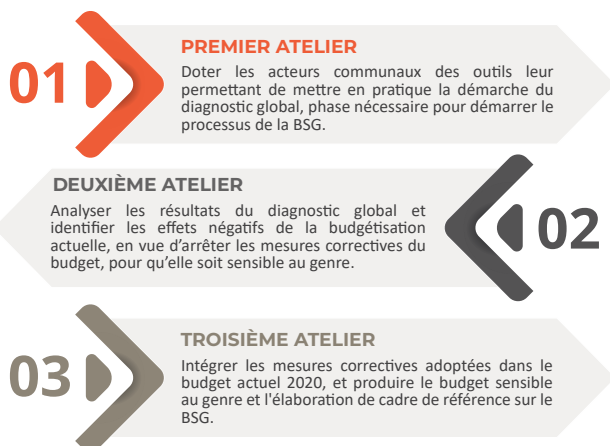 01
PREMIER ATELIER
Doter les acteurs communaux des outils leur
permettant de mettre en pratique la démarche du
diagnostic global, phase nécessaire pour démarrer le
processus de la BSG.
DEUXIÈME ATELIER
Analyser les résultats du diagnostic global et
identifier les effets négatifs de la budgétisation
actuelle, en vue d’arrêter les mesures correctives du
budget, pour qu’elle soit sensible au genre.
02
03
TROISIÈME ATELIER
Intégrer les mesures correctives adoptées dans le
budget actuel 2020, et produire le budget sensible
au genre et l'élaboration de cadre de référence sur le
BSG.